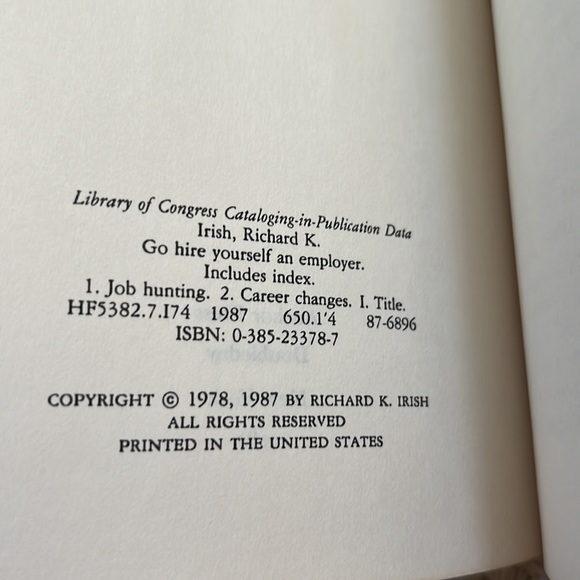 Library of Congress Cataloging-in-Publication Data
Irish, Richard K.
Go hire yourself an employer.
Includes index.
1. Job hunting. 2. Career changes. I. Title.
HF5382.7.I74 1987 650.1'4 87-6896
ISBN: 0-385-23378-7
COPYRIGHT © 1978, 1987 BY RICHARD K. IRISH
ALL RIGHTS RESERVED
PRINTED IN THE UNITED STATES